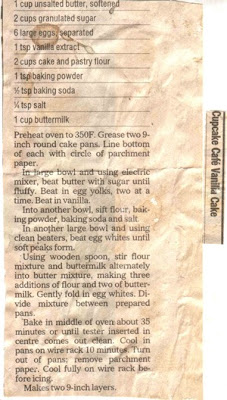 1 cup unsalted butter, softened
2 cups granulated sugar
6 large eggs, separated
1 tsp vanilla extract
2 cups cake and pastry flour
1 tsp baking powder
½ tsp baking soda
¼ tsp salt
1 cup buttermilk
Preheat oven to 350F. Grease two 9-
inch round cake pans. Line bottom
of each with circle of parchment
paper.
In large bowl and using electric
mixer, beat butter with sugar until
fluffy. Beat in egg yolks, two at a
time. Beat in vanilla.
Into another bowl, sift flour, bak-
ing powder, baking soda and salt.
In another large bowl and using
clean beaters, beat egg whites until
soft peaks form.
Using wooden spoon, stir flour
mixture and buttermilk alternately
into butter mixture, making three
additions of flour and two of butter-
milk. Gently fold in egg whites. Di-
vide mixture between prepared
pans.
Bake in middle of oven about 35
minutes or until tester inserted in
centre comes out clean. Cool in
pans on wire rack 10 minutes. Turn
out of pans; remove parchment
paper. Cool fully on wire rack be-
fore icing.
Makes two 9-inch layers.
Cupcake Café Vanilla Cake